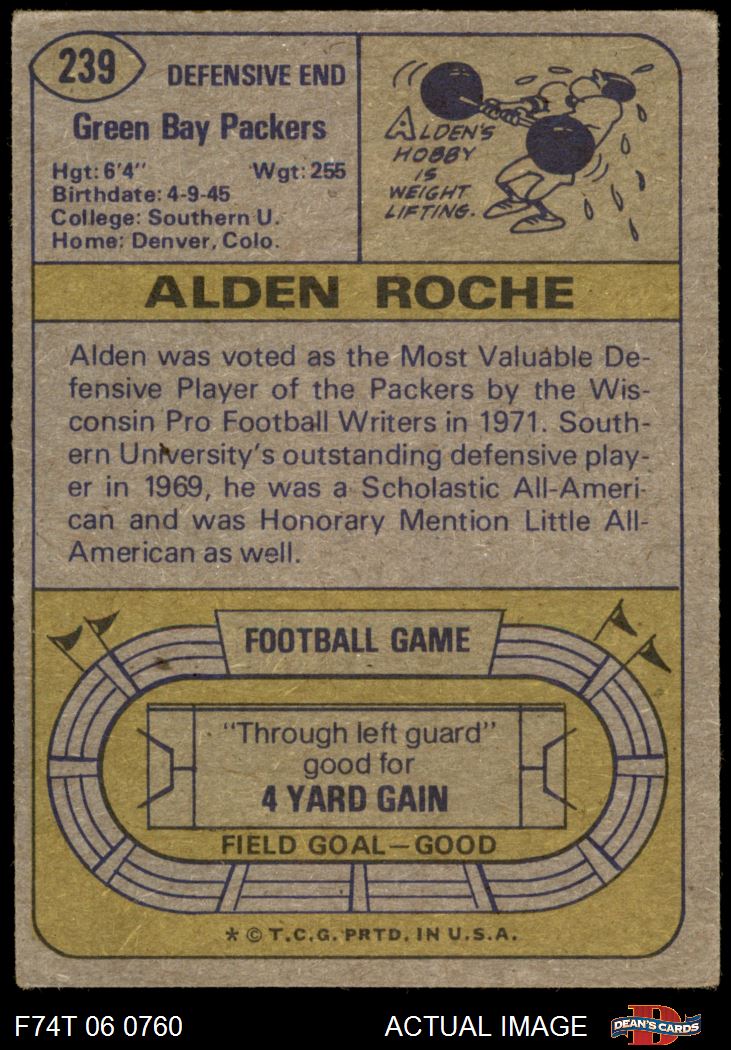 239
DEFENSIVE END
Green Bay Packers
Hgt: 6'4" Wgt: 255
Birthdate: 4-9-45
College: Southern U.
Home: Denver, Colo.
ALDEN'S
HOBBY
IS
WEIGHT
LIFTING.
ALDEN ROCHE
Alden was voted as the Most Valuable De-
fensive Player of the Packers by the Wis-
consin Pro Football Writers in 1971. South-
ern University's outstanding defensive play-
er in 1969, he was a Scholastic All-Ameri-
can and was Honorary Mention Little All-
American as well.
FOOTBALL GAME
"Through left guard"
good for
4 YARD GAIN
FIELD GOAL—GOOD
* © T.C.G. PRTD. IN U.S.A.
F74T 06 0760 ACTUAL IMAGE
DEAN'S CARDS